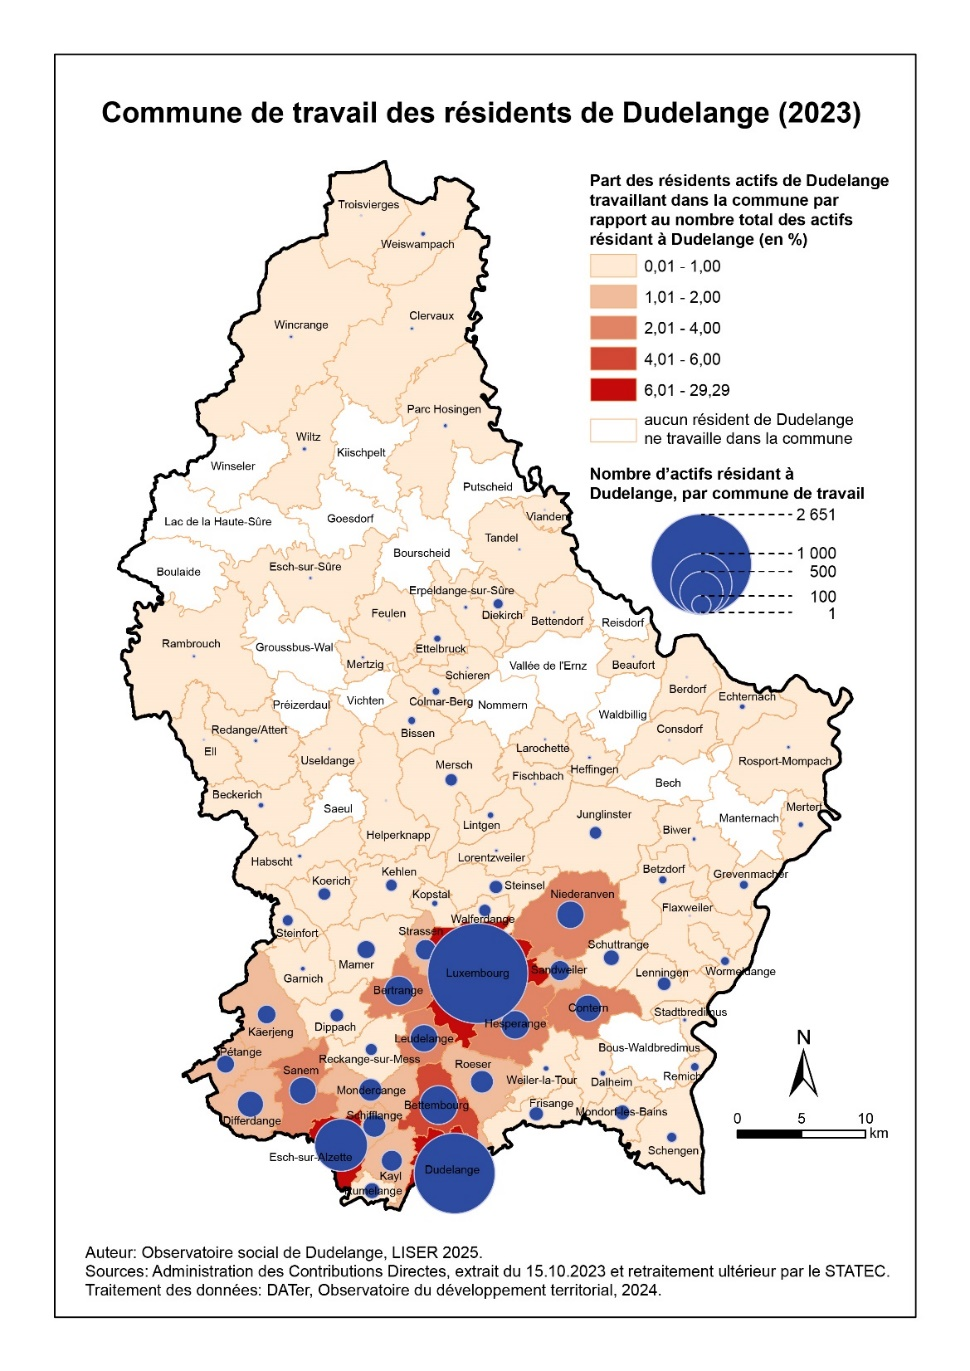 Commune de travail des résidents de Dudelange (2023)
Part des résidents actifs de Dudelange
travaillant dans la commune par
rapport au nombre total des actifs
résidant à Dudelange (en %)
0,01 - 1,00
1,01 - 2,00
2,01 - 4,00
4,01 - 6,00
6,01 - 29,29
aucun résident de Dudelange
ne travaille dans la commune
Nombre d'actifs résidant à
Dudelange, par commune de travail
2 651
1 000
500
100
1
Troisvierges
Weiswampach
Clervaux
Wincrange
Parc Hosingen
Wiltz
Kiischpelt
Winseler
Putscheid
Lac de la Haute-Sûre
Goesdorf
Vianden
Tandel
Bourscheid
Boulaide
Esch-sur-Sûre
Erpeldange-sur-Sûre
Feulen
Diekirch
Bettendorf
Reisdorf
Rambrouch
Groussbus-Wal
Ettelbruck
Mertzig
Vallée de l'Ernz
Beaufort
Schieren
Berdorf
Echternach
Préizerdaul
Vichten
Colmar-Berg
Nommern
Waldbillig
Redange/Attert
Bissen
Consdorf
Ell
Larochette
Useldange
Mersch
Heffingen
Rosport-Mompach
Fischbach
Bech
Beckerich
Saeul
Junglinster
Manternach
Mertert
Lintgen
Biwer
Helperknapp
Habscht
Lorentzweiler
Kehlen
Betzdorf
Grevenmacher
Koerich
Kopstal
Steinsel
Niederanven
Flaxweiler
Walferdange
Steinfort
Strassen
Schuttrange
Mamer
Luxembourg
Sandweiler
Lenningen
Wormeldange
Garnich
Bertrange
Contern
Stadtbredimus
Käerjeng
Dippach
Hesperange
Leudelange
Bous-Waldbredimus
Pétange
Reckange-sur-Mess
Roeser
Sanem
Weiler-la-Tour
Dalheim
Remich
Mondercange
Bettembourg
Frisange
Mondorf-les-Bains
Differdange
Schifflange
Schengen
Esch-sur-Alzette
Dudelange
Kayl
Rumelange
N
0 5 10
km
Auteur: Observatoire social de Dudelange, LISER 2025.
Sources: Administration des Contributions Directes, extrait du 15.10.2023 et retraitement ultérieur par le STATEC.
Traitement des données: DATer, Observatoire du développement territorial, 2024.